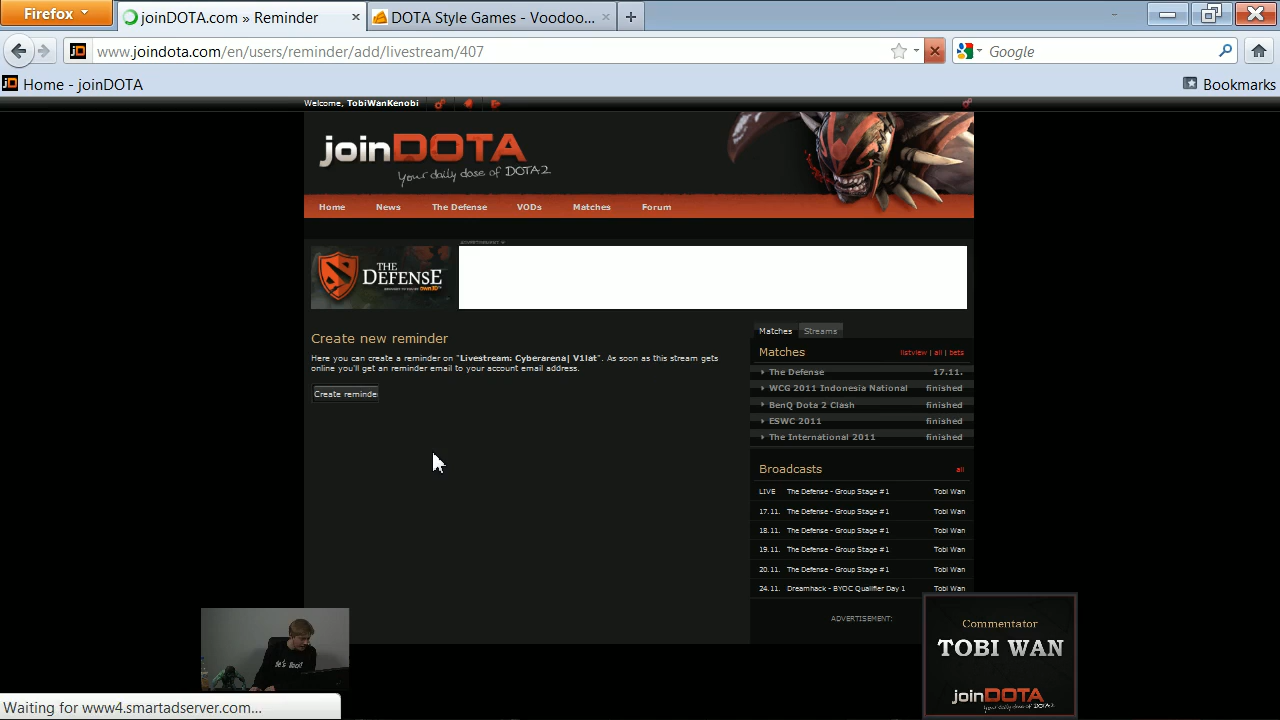 Firefox
joinDOTA.com » Reminder
DOTA Style Games - Voodoo...
www.joindota.com/en/users/reminder/add/livestream/407
Google
Home - joinDOTA
Bookmarks
Welcome, TobiWanKenobi
joinDOTA
Your daily dose of DOTA2
Home
News
The Defense
VODs
Matches
Forum
THE
DEFENSE
Create new reminder
Here you can create a reminder on "Livestream: Cyberarena| V1lat". As soon as this stream gets
online you'll get an reminder email to your account email address.
Create reminde
Matches
Streams
Matches
listview | all | bets
The Defense 17.11.
WCG 2011 Indonesia National finished
BenQ Dota 2 Clash finished
ESWC 2011 finished
The International 2011 finished
Broadcasts
all
LIVE The Defense - Group Stage #1 Tobi Wan
17.11. The Defense - Group Stage #1 Tobi Wan
18.11. The Defense - Group Stage #1 Tobi Wan
19.11. The Defense - Group Stage #1 Tobi Wan
20.11. The Defense - Group Stage #1 Tobi Wan
24.11. Dreamhack - BYOC Qualifier Day 1 Tobi Wan
ADVERTISEMENT:
Commentator
TOBI WAN
joinDOTA
Your daily dose of DOTA2
Waiting for www4.smartadserver.com...